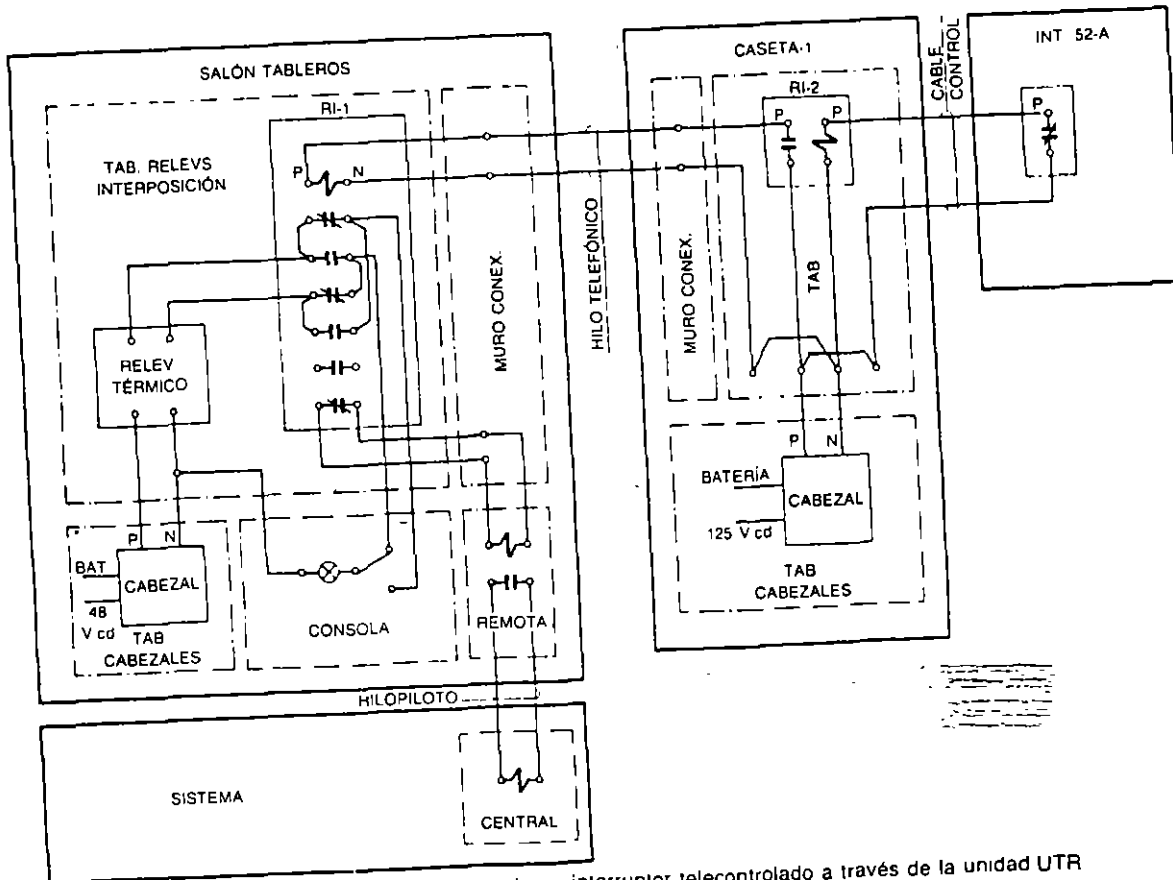 SALÓN TABLEROS
TAB. RELEVS
INTERPOSICIÓN
RI-1
P
N
RELEV
TÉRMICO
MURO CONEX.
P
N
BAT
48
V cd
CABEZAL
TAB
CABEZALES
CONSOLA
REMOTA
HILOPILOTO
HILO TELEFÓNICO
CASETA-1
MURO CONEX.
RI-2
P
P
TAB
P
N
BATERÍA
125 V cd
CABEZAL
TAB
CABEZALES
CABLE
CONTROL
INT 52-A
P
SISTEMA
CENTRAL
interruptor telecontrolado a través de la unidad UTR